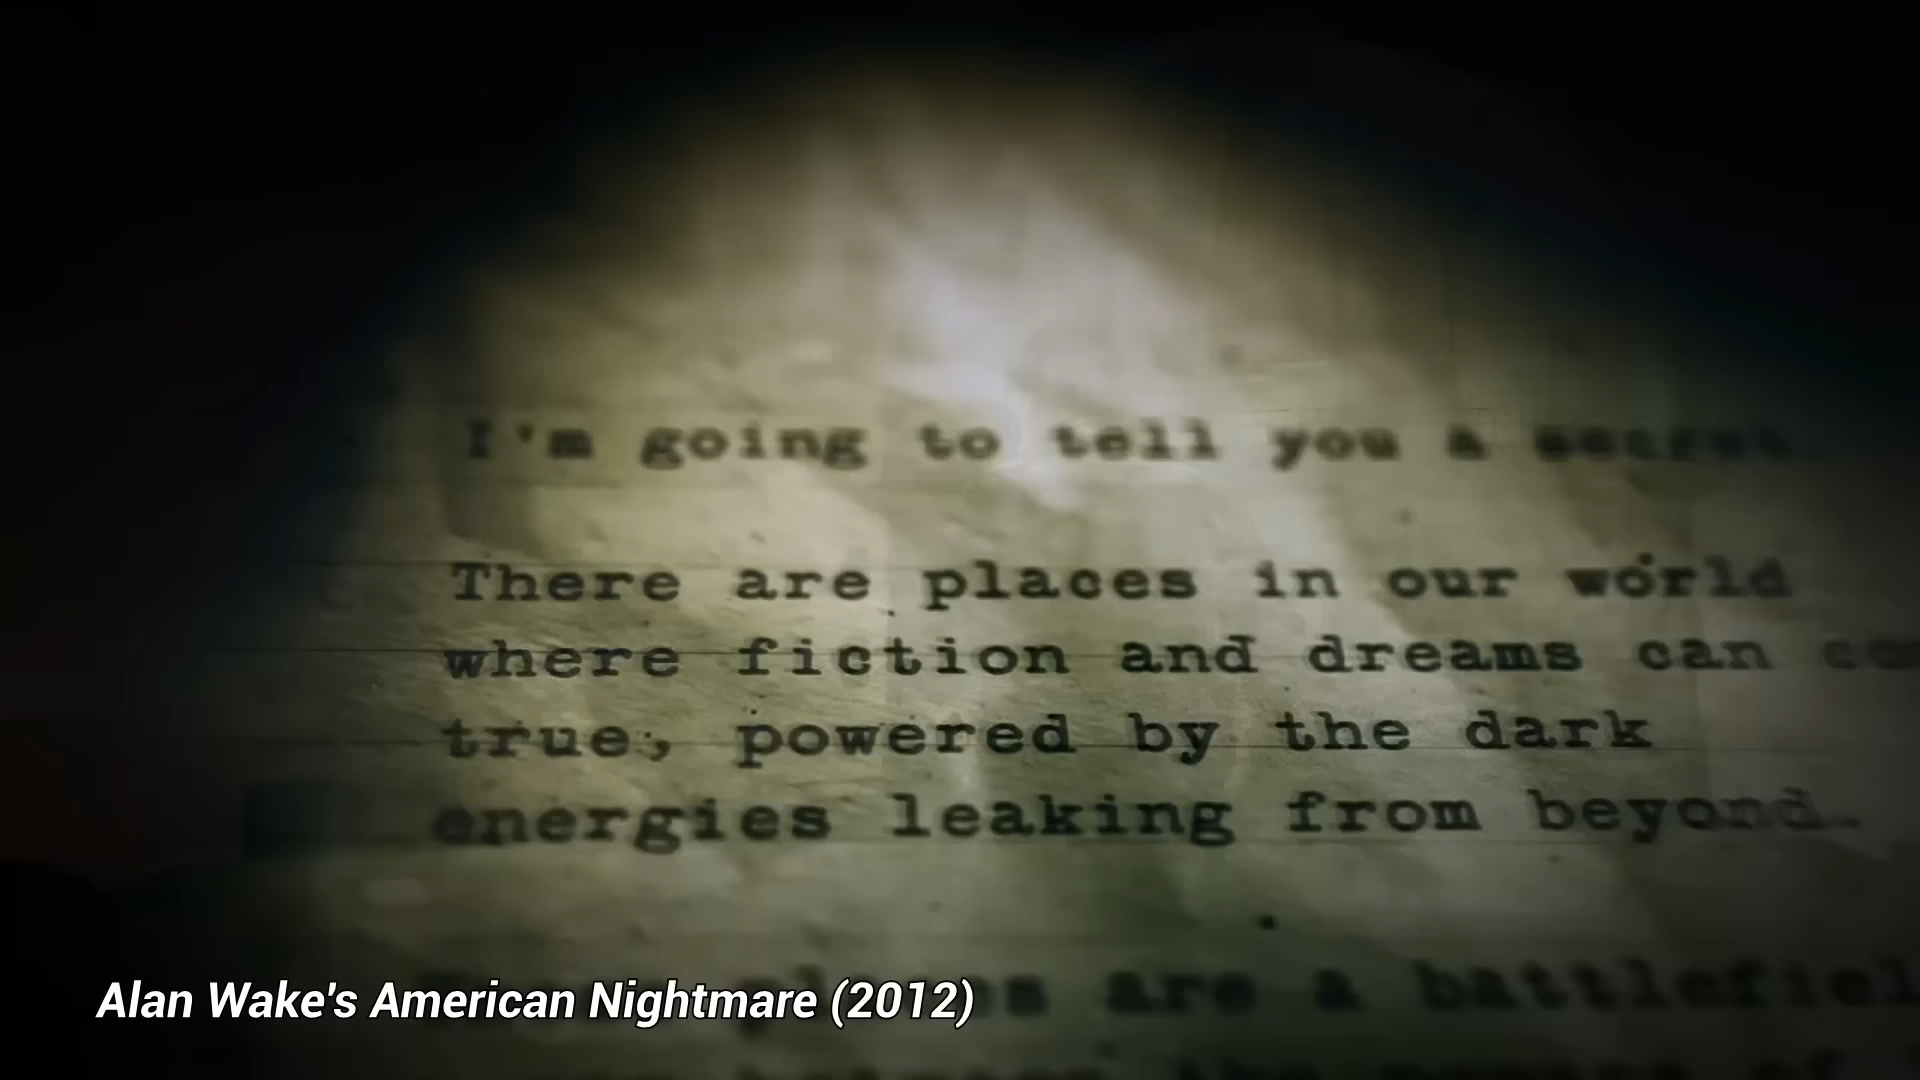 I'm going to tell you a secret
There are places in our world
where fiction and dreams can
true, powered by the dark
energies leaking from beyond.
are a
Alan Wake's American Nightmare (2012)